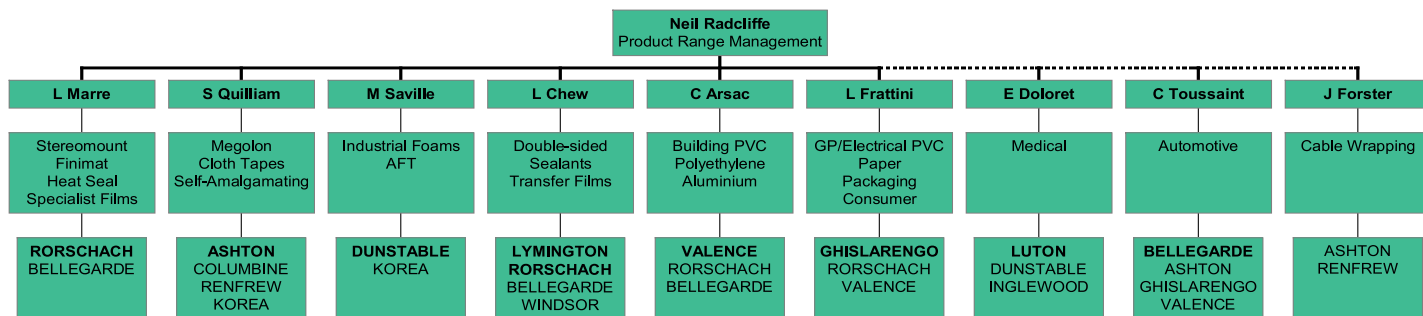 Neil Radcliffe
Product Range Management
L Marre
S Quilliam
M Saville
L Chew
C Arsac
L Frattini
E Doloret
C Toussaint
J Forster
Stereomount
Finimat
Heat Seal
Specialist Films
Megolon
Cloth Tapes
Self-Amalgamating
Industrial Foams
AFT
Double-sided
Sealants
Transfer Films
Building PVC
Polyethylene
Aluminium
GP/Electrical PVC
Paper
Packaging
Consumer
Medical
Automotive
Cable Wrapping
RORSCHACH
BELLEGARDE
ASHTON
COLUMBINE
RENFREW
KOREA
DUNSTABLE
KOREA
LYMINGTON
RORSCHACH
BELLEGARDE
WINDSOR
VALENCE
RORSCHACH
BELLEGARDE
GHISLARENGO
RORSCHACH
VALENCE
LUTON
DUNSTABLE
INGLEWOOD
BELLEGARDE
ASHTON
GHISLARENGO
VALENCE
ASHTON
RENFREW